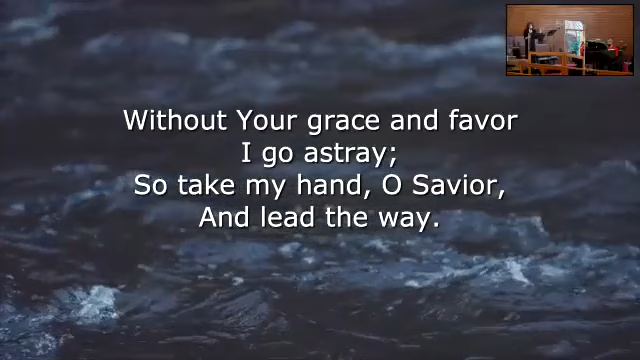 Without Your grace and favor
I go astray;
So take my hand, O Savior,
And lead the way.